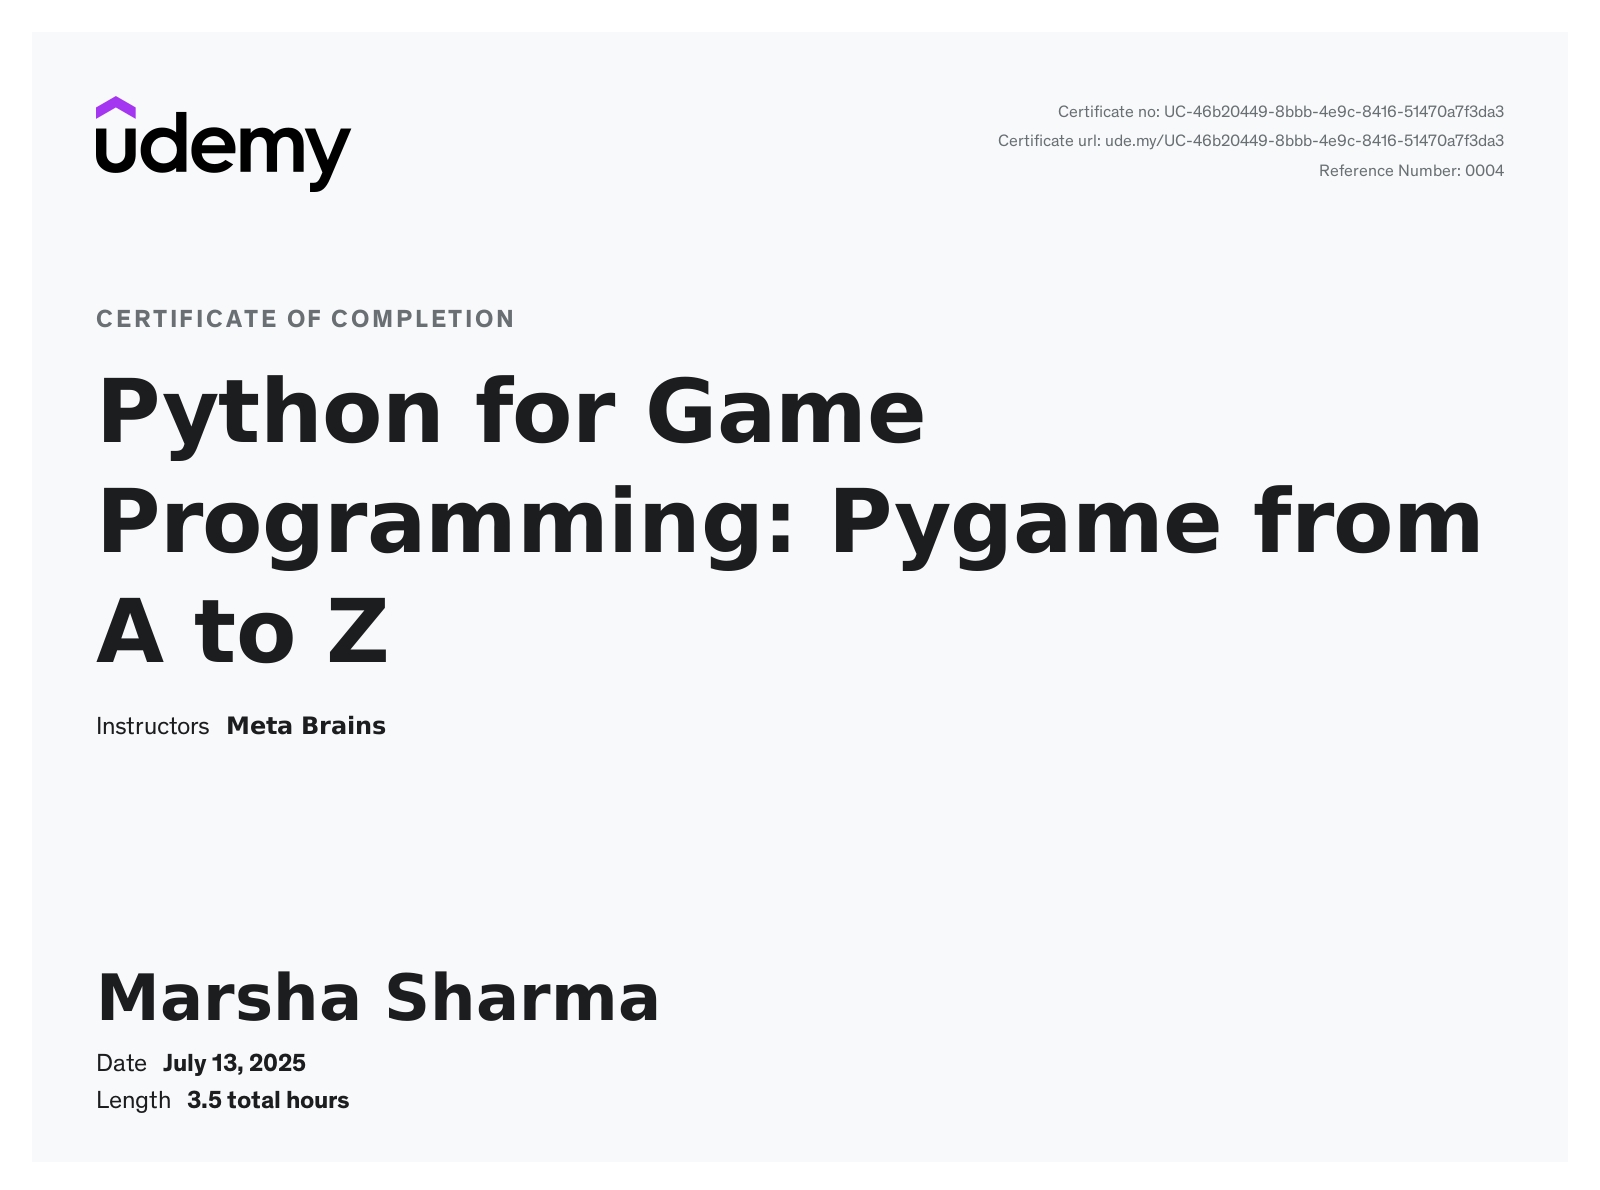 udemy
Certificate no: UC-46b20449-8bbb-4e9c-8416-51470a7f3da3
Certificate url: ude.my/UC-46b20449-8bbb-4e9c-8416-51470a7f3da3
Reference Number: 0004
CERTIFICATE OF COMPLETION
Python for Game
Programming: Pygame from
A to Z
Instructors Meta Brains
Marsha Sharma
Date July 13, 2025
Length 3.5 total hours